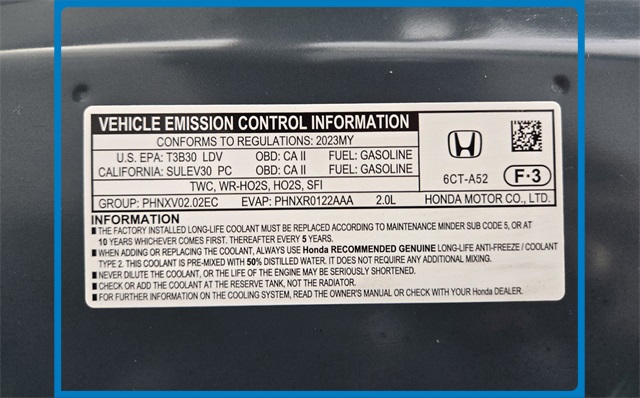 VEHICLE EMISSION CONTROL INFORMATION
CONFORMS TO REGULATIONS: 2023MY
U.S. EPA: T3B30 LDV OBD: CA II FUEL: GASOLINE
CALIFORNIA: SULEV30 PC OBD: CA II FUEL: GASOLINE
TWC, WR-HO2S, HO2S, SFI
GROUP: PHNXV02.02EC EVAP: PHNXR0122AAA 2.0L
6CT-A52 F·3
HONDA MOTOR CO., LTD.
INFORMATION
■ THE FACTORY INSTALLED LONG-LIFE COOLANT MUST BE REPLACED ACCORDING TO MAINTENANCE MINDER SUB CODE 5, OR AT
10 YEARS WHICHEVER COMES FIRST. THEREAFTER EVERY 5 YEARS.
■ WHEN ADDING OR REPLACING THE COOLANT, ALWAYS USE Honda RECOMMENDED GENUINE LONG-LIFE ANTI-FREEZE / COOLANT
TYPE 2. THIS COOLANT IS PRE-MIXED WITH 50% DISTILLED WATER. IT DOES NOT REQUIRE ANY ADDITIONAL MIXING.
■ NEVER DILUTE THE COOLANT, OR THE LIFE OF THE ENGINE MAY BE SERIOUSLY SHORTENED.
■ CHECK OR ADD THE COOLANT AT THE RESERVE TANK, NOT THE RADIATOR.
■ FOR FURTHER INFORMATION ON THE COOLING SYSTEM, READ THE OWNER'S MANUAL OR CHECK WITH YOUR Honda DEALER.